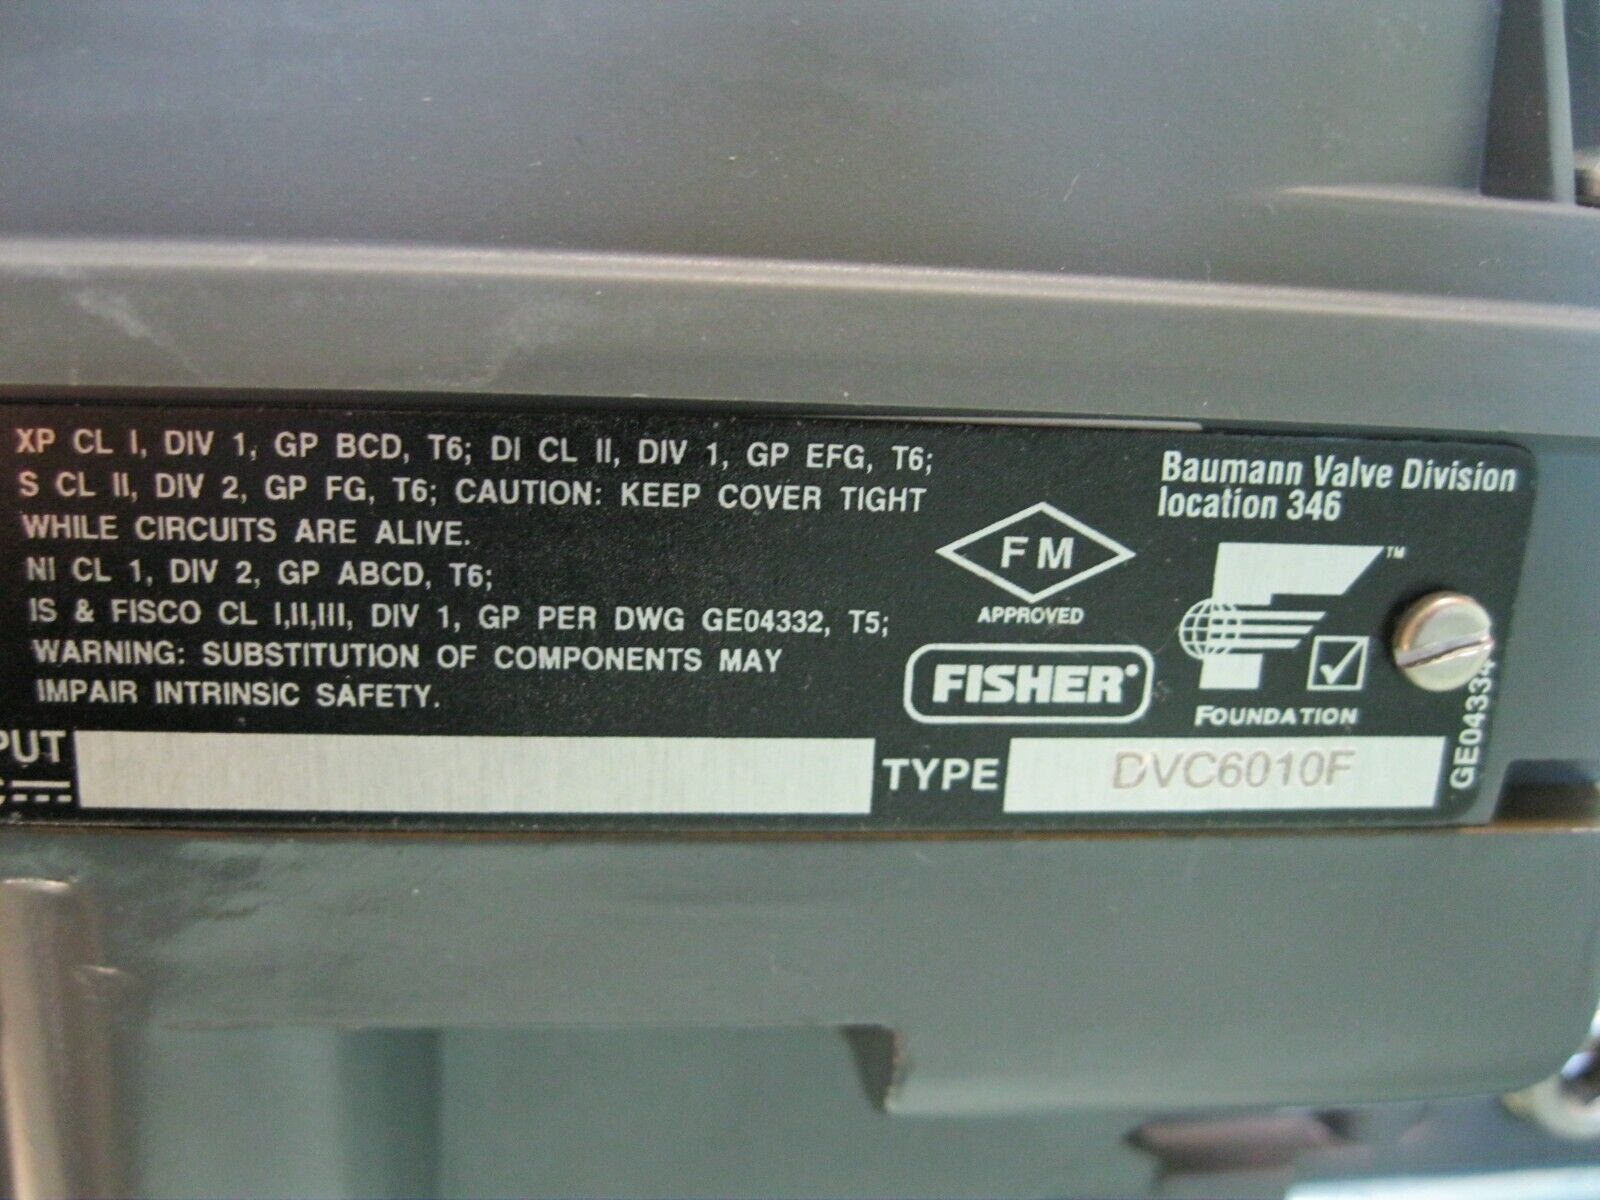 XP CL I, DIV 1, GP BCD, T6; DI CL II, DIV 1, GP EFG, T6;
S CL II, DIV 2, GP FG, T6; CAUTION: KEEP COVER TIGHT
WHILE CIRCUITS ARE ALIVE.
NI CL 1, DIV 2, GP ABCD, T6;
IS & FISCO CL I,II,III, DIV 1, GP PER DWG GE04332, T5;
WARNING: SUBSTITUTION OF COMPONENTS MAY
IMPAIR INTRINSIC SAFETY.
FM
APPROVED
FISHER®
Baumann Valve Division
location 346
TM
FOUNDATION
PUT
TYPE DVC6010F
GE04334